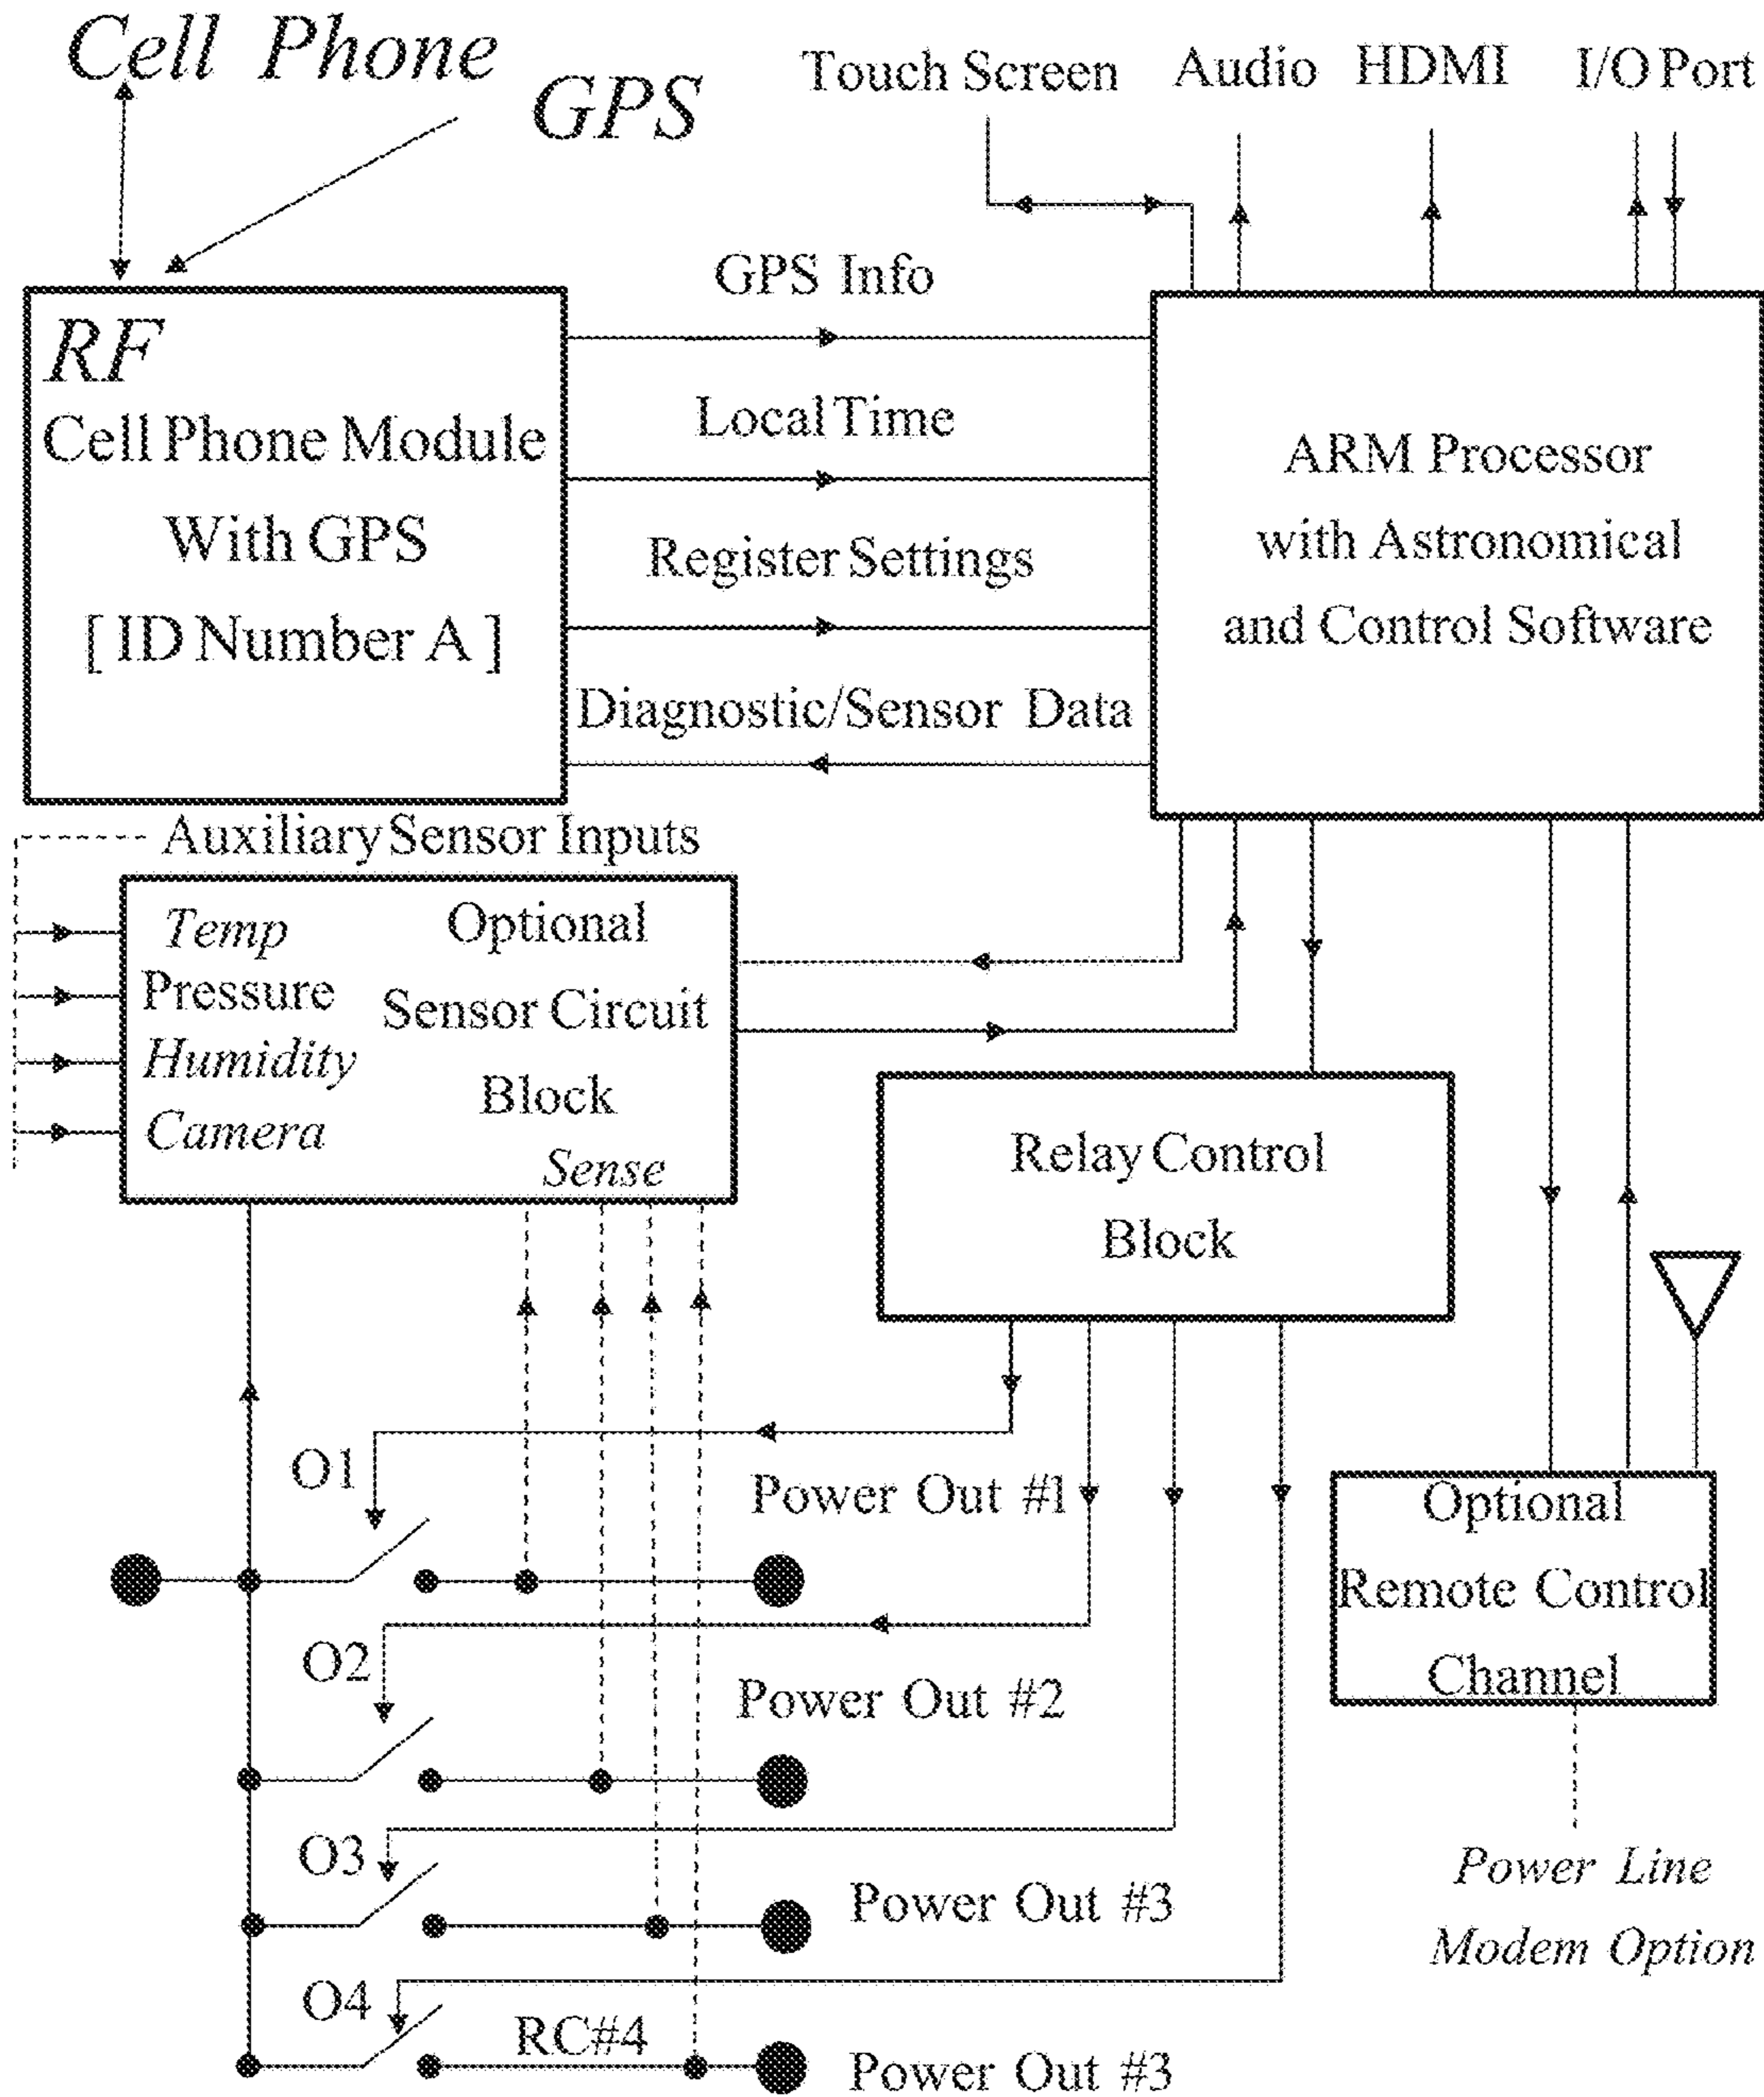 Cell Phone
GPS
Touch Screen
Audio
HDMI
I/O Port
RF
Cell Phone Module
With GPS
[ ID Number A ]
GPS Info
Local Time
Register Settings
Diagnostic/Sensor Data
ARM Processor
with Astronomical
and Control Software
Auxiliary Sensor Inputs
Temp
Pressure
Humidity
Camera
Optional
Sensor Circuit
Block
Sense
Relay Control
Block
O1
Power Out #1
O2
Power Out #2
O3
Power Out #3
O4
RC#4
Power Out #3
Optional
Remote Control
Channel
Power Line
Modem Option